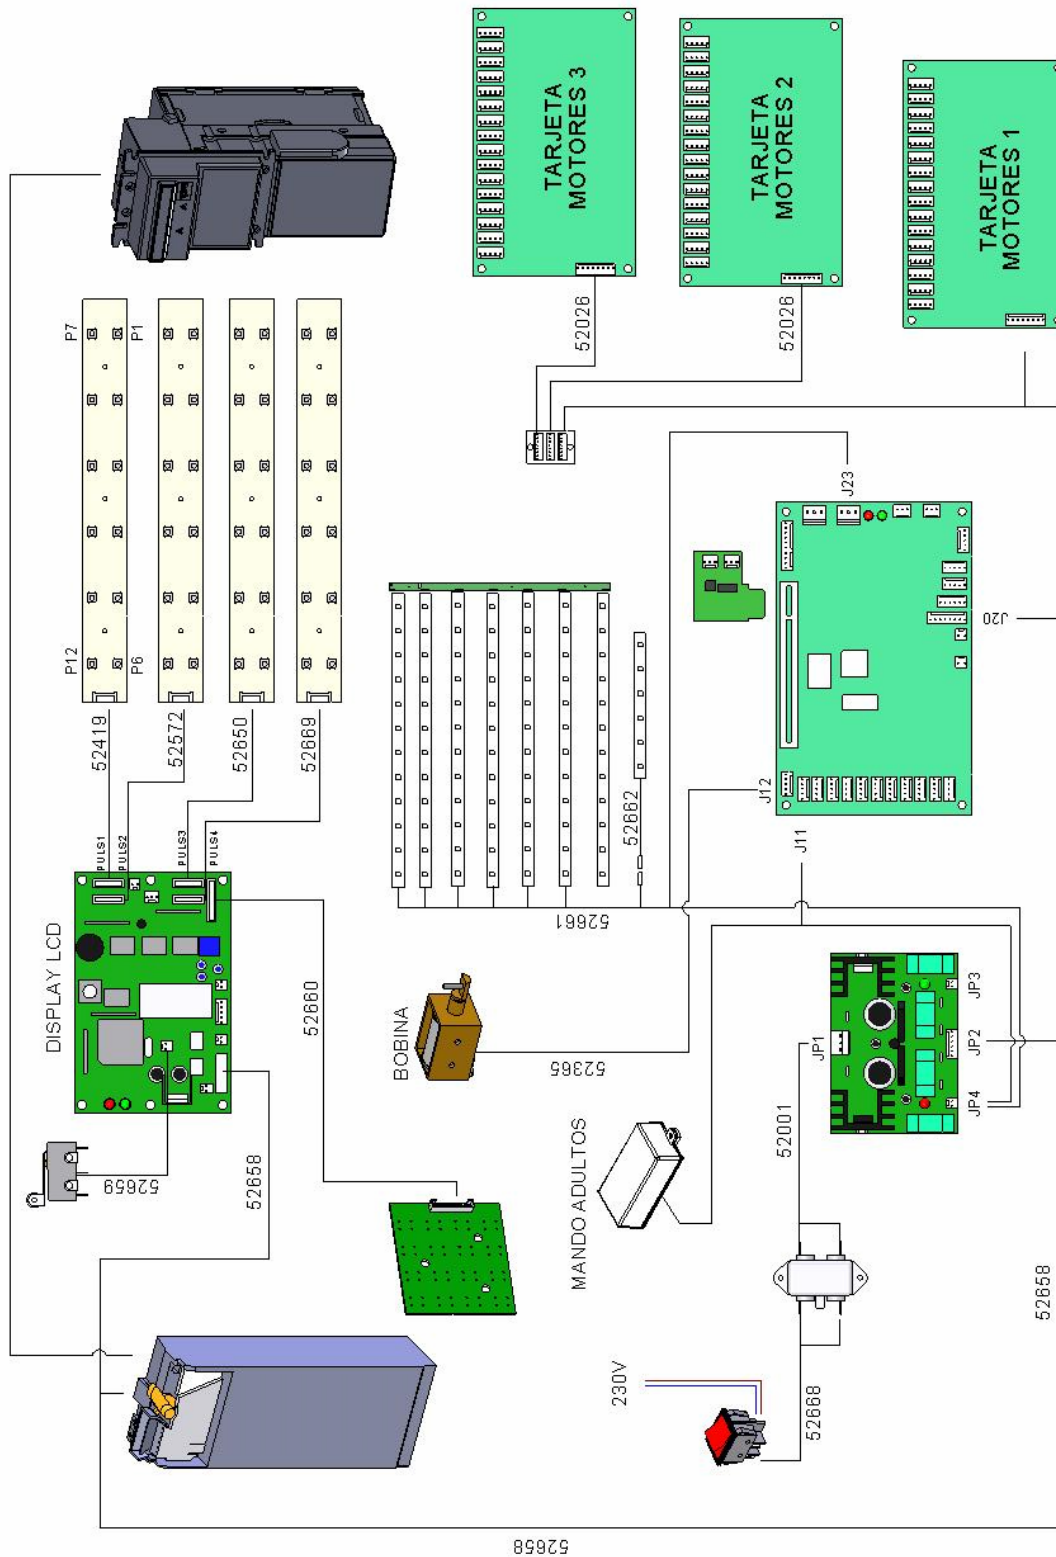 TARJETA
MOTORES 3
TARJETA
MOTORES 2
TARJETA
MOTORES 1
52026
52026
P7
P1
P12
P6
52419
52572
52650
52669
PULS1
PULS2
PULS3
PULS4
DISPLAY LCD
52659
52658
52660
52661
52662
J23
J20
J12
J11
BOBINA
52365
MANDO ADULTOS
52001
JP1
JP3
JP2
JP4
230V
52668
52658
52658